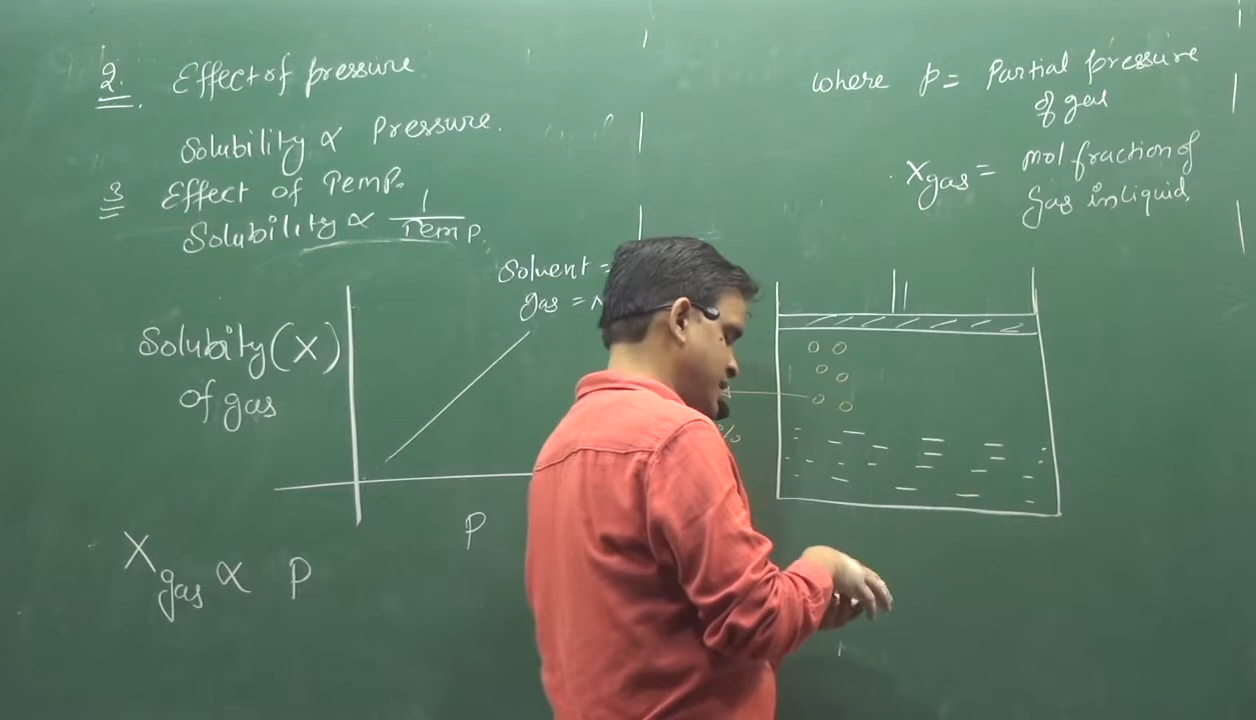 2. Effect of pressure
Solubility ∝ Pressure.
3 Effect of Temp.
Solubility ∝ 1/Temp.
Solvent =
gas =
Solubity (X)
of gas
P
X gas ∝ P
where P = Partial pressure
of gas
X gas = mol fraction of
gas in liquid,